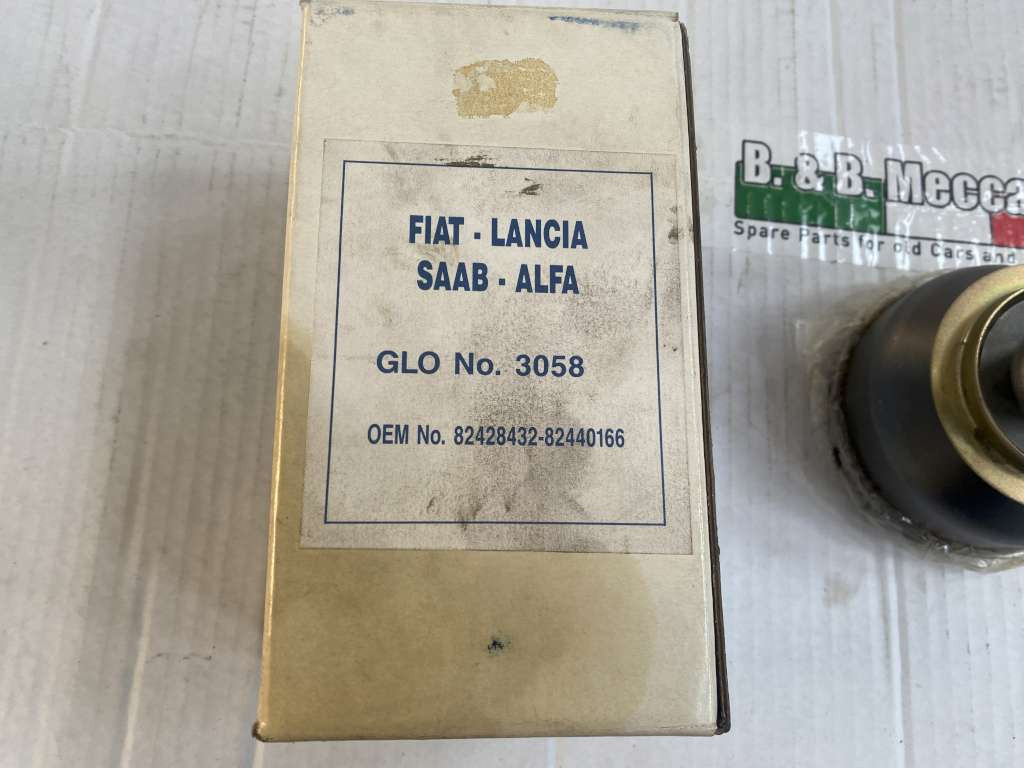 FIAT - LANCIA
SAAB - ALFA
GLO No. 3058
OEM No. 82428432-82440166
B. & B. Mecca
Spare Parts for old Cars and